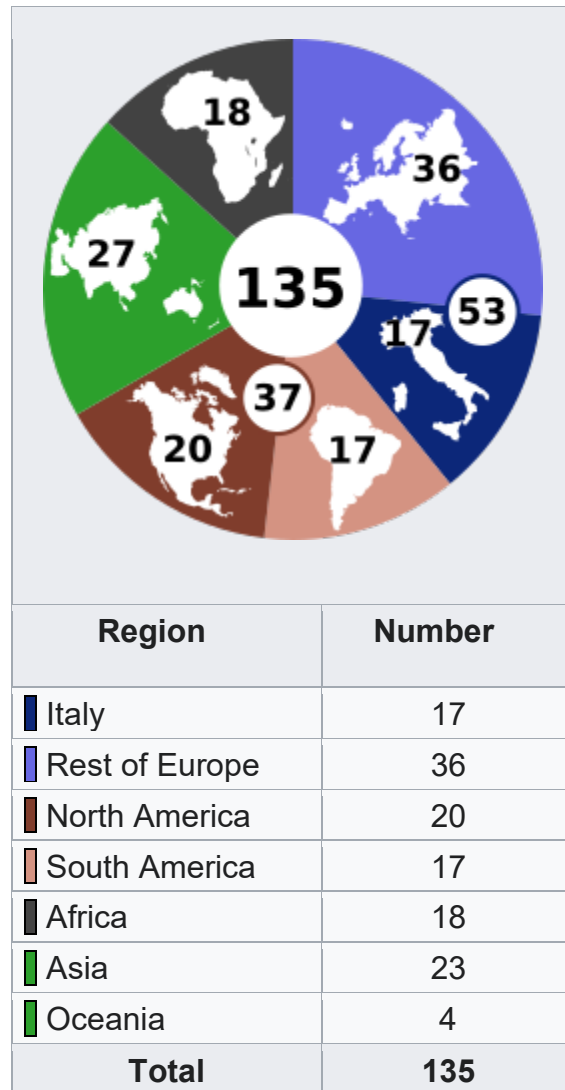 18
36
27
135
53
17
37
20
17
Region Number
Italy 17
Rest of Europe 36
North America 20
South America 17
Africa 18
Asia 23
Oceania 4
Total 135